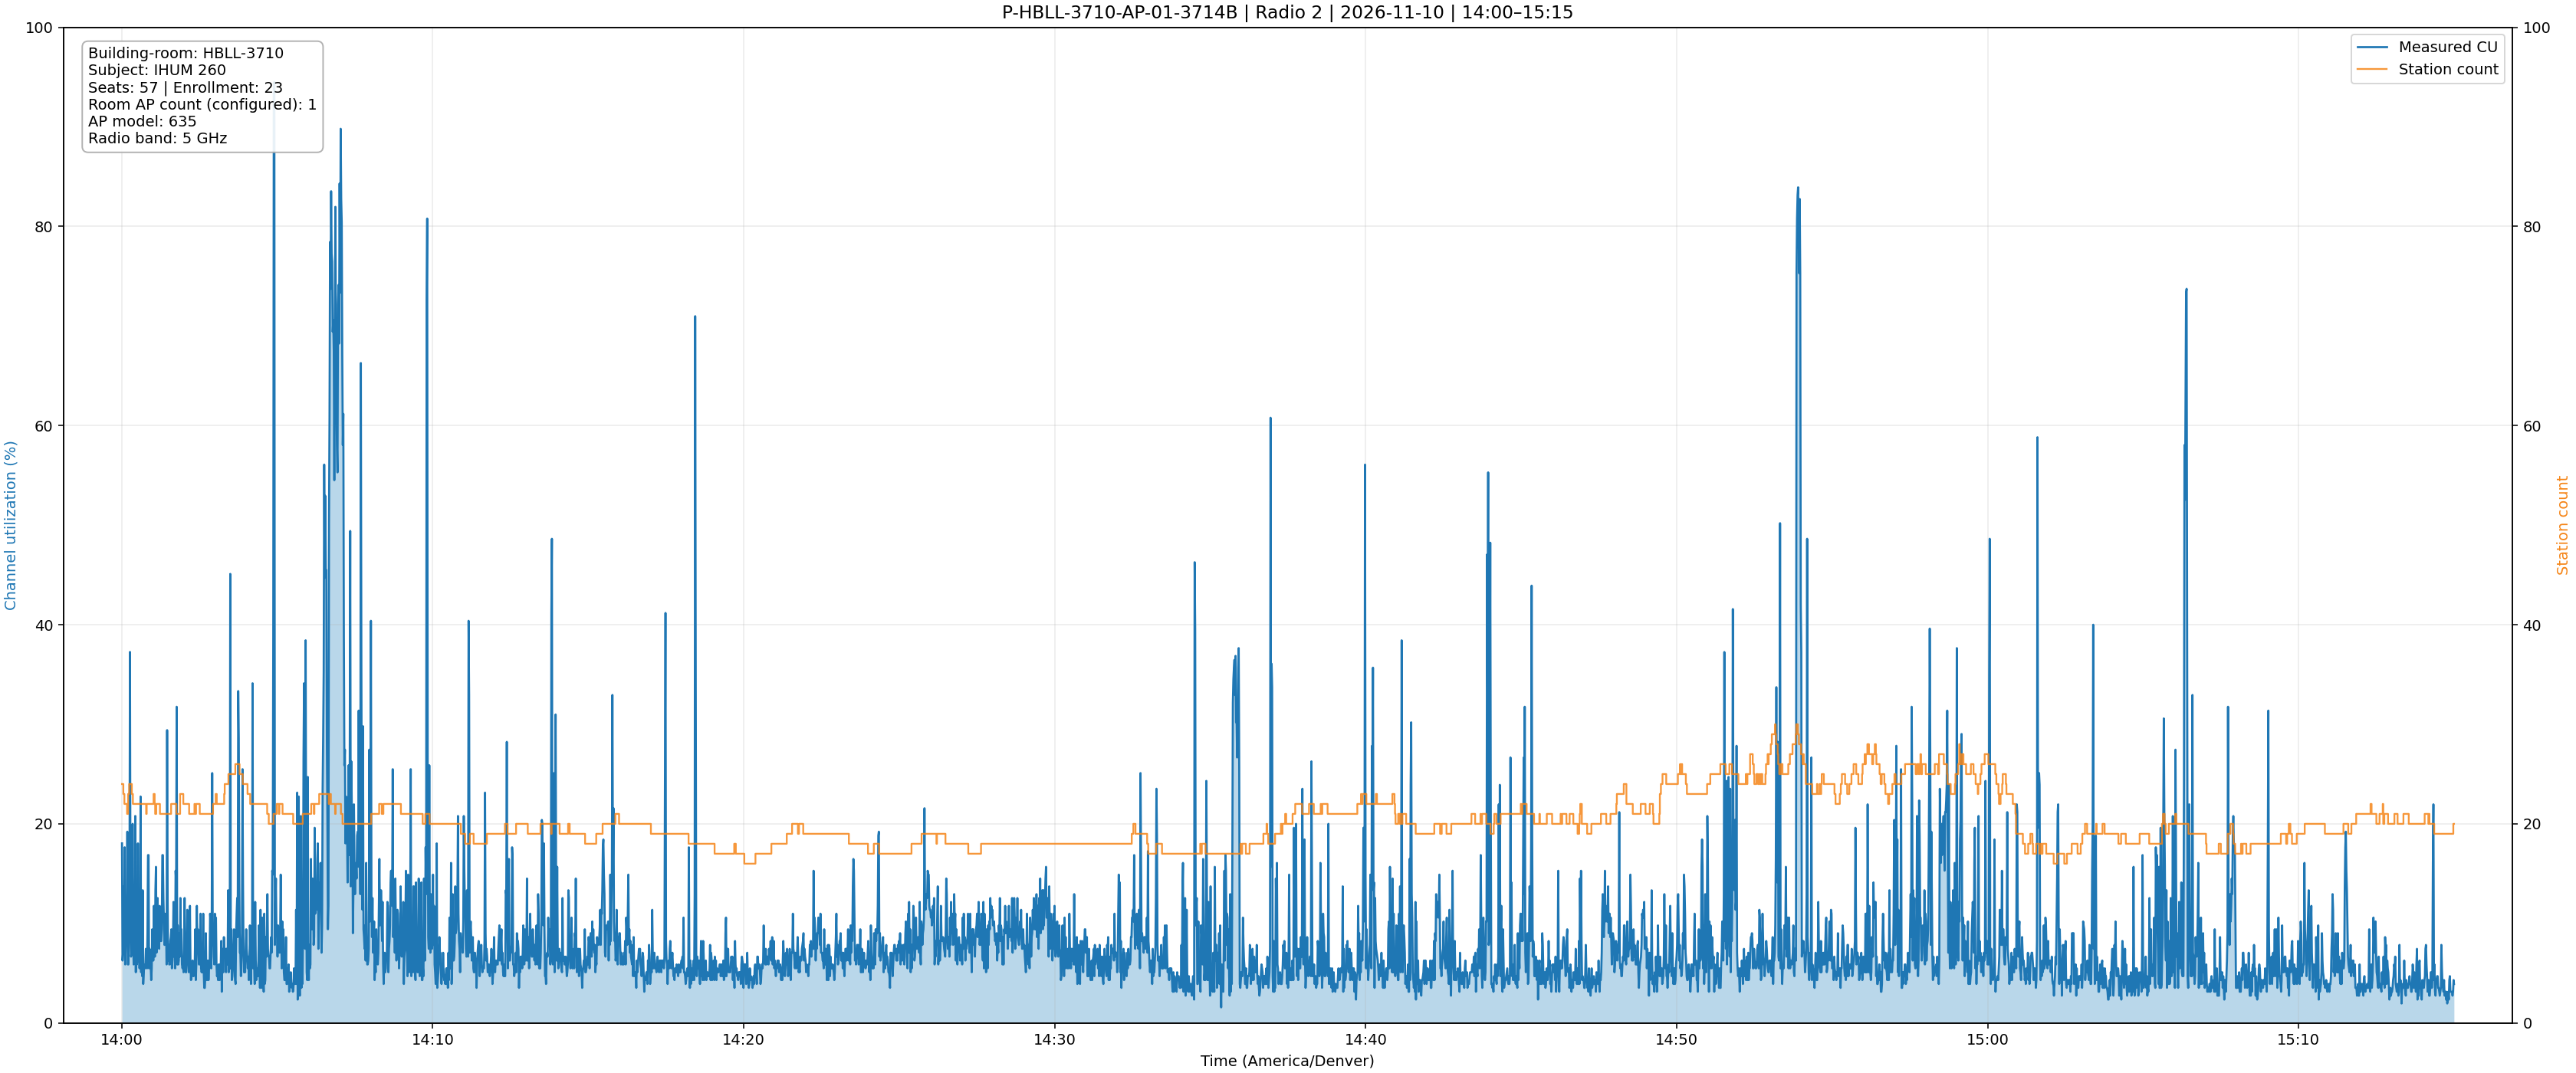 P-HBLL-3710-AP-01-3714B | Radio 2 | 2026-11-10 | 14:00–15:15
Building-room: HBLL-3710
Subject: IHUM 260
Seats: 57 | Enrollment: 23
Room AP count (configured): 1
AP model: 635
Radio band: 5 GHz
Measured CU
Station count
Channel utilization (%)
100
80
60
40
20
0
100
80
60
40
20
0
Station count
14:00
14:10
14:20
14:30
14:40
14:50
15:00
15:10
Time (America/Denver)